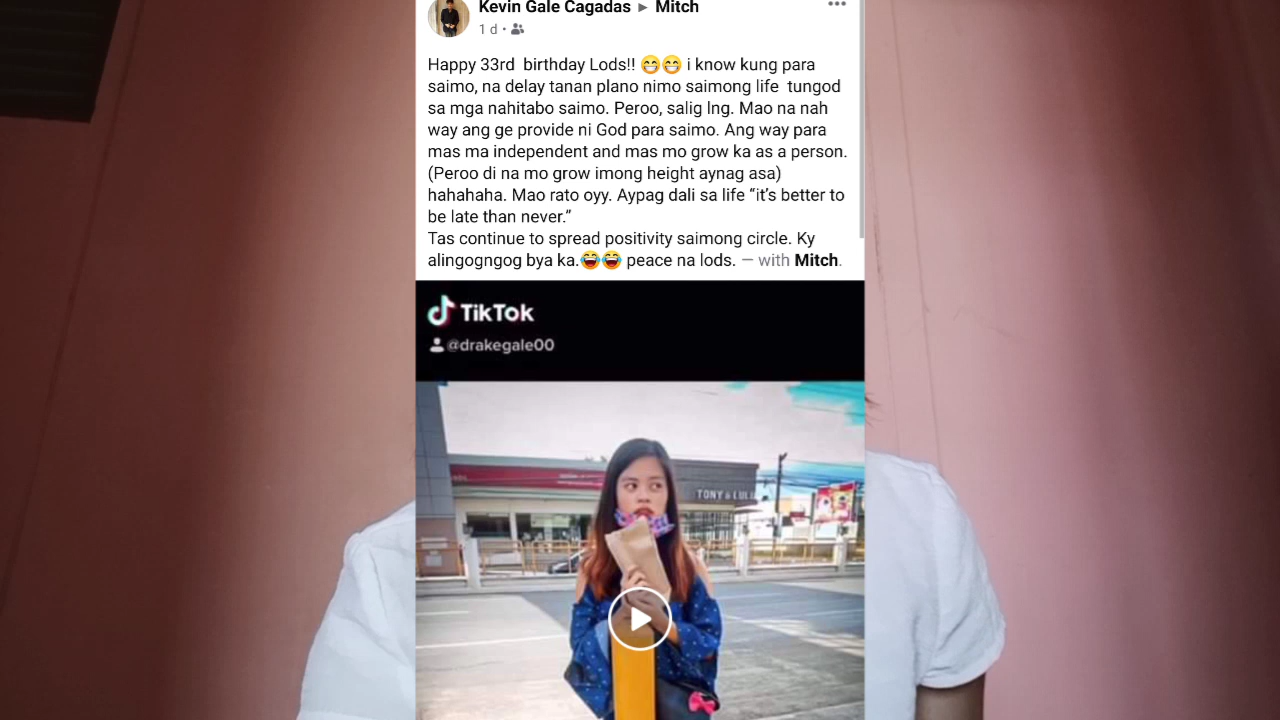 Kevin Gale Cagadas ▸ Mitch
1 d ·
Happy 33rd birthday Lods!! 😁😁 i know kung para
saimo, na delay tanan plano nimo saimong life tungod
sa mga nahitabo saimo. Peroo, salig lng. Mao na nah
way ang ge provide ni God para saimo. Ang way para
mas ma independent and mas mo grow ka as a person.
(Peroo di na mo grow imong height aynag asa)
hahahaha. Mao rato oyy. Aypag dali sa life “it’s better to
be late than never.”
Tas continue to spread positivity saimong circle. Ky
alingogngog bya ka.😂😂 peace na lods. — with Mitch.
TikTok
@drakegale00
TONY & LULU